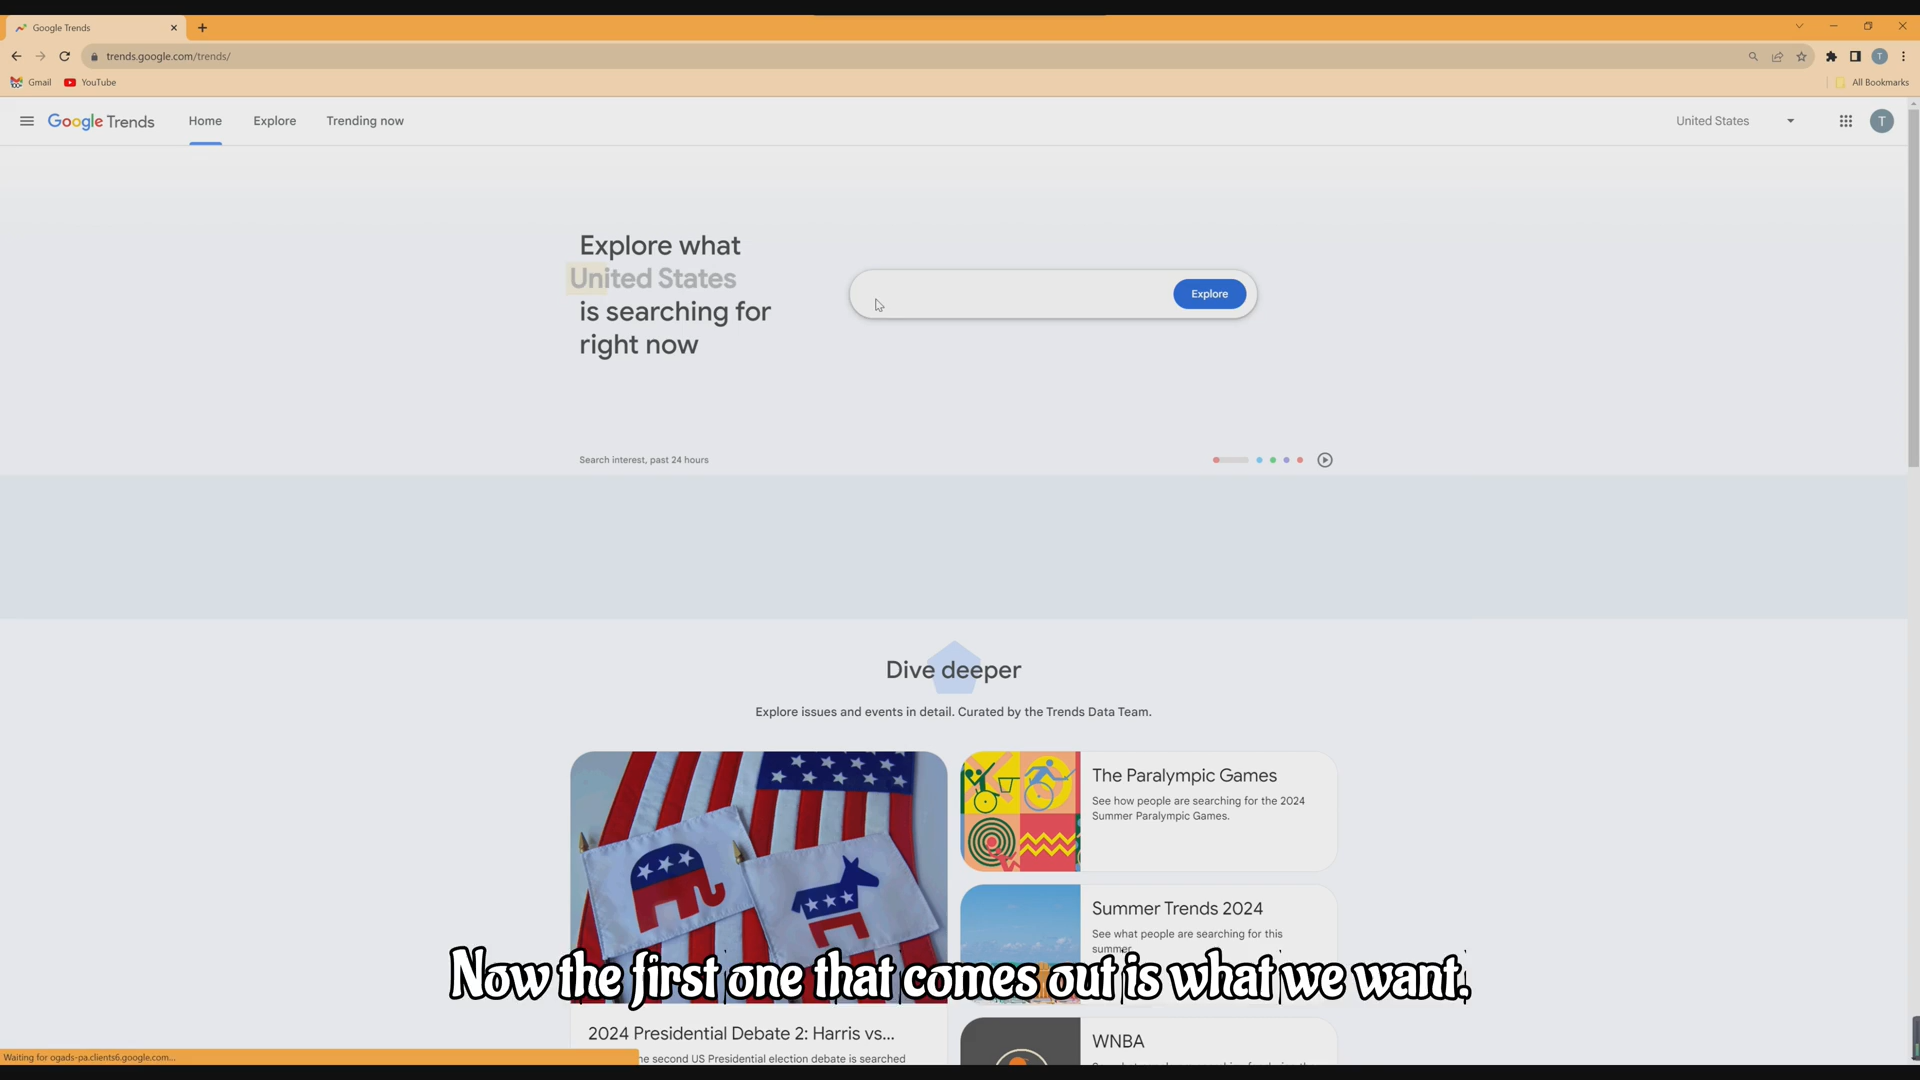 Google Trends
trends.google.com/trends/
T
Gmail
YouTube
All Bookmarks
Google Trends
Home
Explore
Trending now
United States
T
Explore what
United States
is searching for
right now
Explore
Search interest, past 24 hours
Dive deeper
Explore issues and events in detail. Curated by the Trends Data Team.
The Paralympic Games
See how people are searching for the 2024
Summer Paralympic Games.
Summer Trends 2024
See what people are searching for this
summer
Now the first one that comes out is what we want.
2024 Presidential Debate 2: Harris vs...
second US Presidential election debate is searched
WNBA
Waiting for ogads-pa.clients6.google.com...